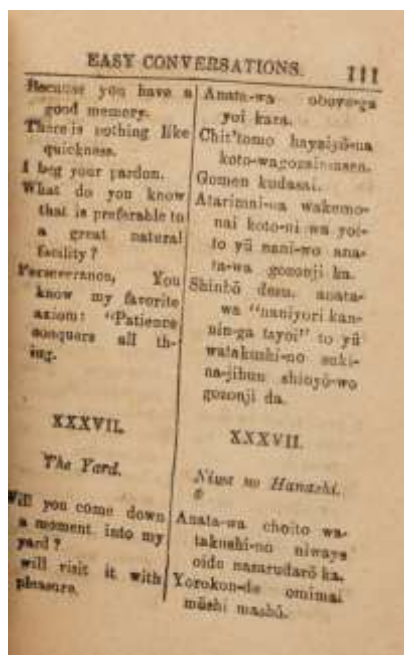 EASY CONVERSATIONS. 111
Because you have a
good memory.
There is nothing like
quickness.
I beg your pardon.
What do you know
that is preferable to
a great natural
facility?
Perseverance, You
know my favorite
axiom: "Patience
conquers all th-
ing.
XXXVII.
The Yard.
Will you come down
a moment into my
yard?
will visit it with
pleasure.
Anata-wa oboye-ga
yoi kara.
Chit'tomo
koto-wa gozaimasen.
Gomen kudasai.
Atarimai-na wakemo-
nai koto-ni wa yoi-
to yū nani-wo ana-
ta-wa gozonji ka.
Shinbō desu. anata-
wa "naniyori kan-
nin-ga tayoi" to yū
watakushi-no suki-
na-jibun shioyō-wo
gozonji da.
XXXVII.
Niwa no Hanashi.
Anata-wa choito wa-
takushi-no niwaye
oide nasarudarō ka.
Yorokon-de omimai
mōshi mashō.